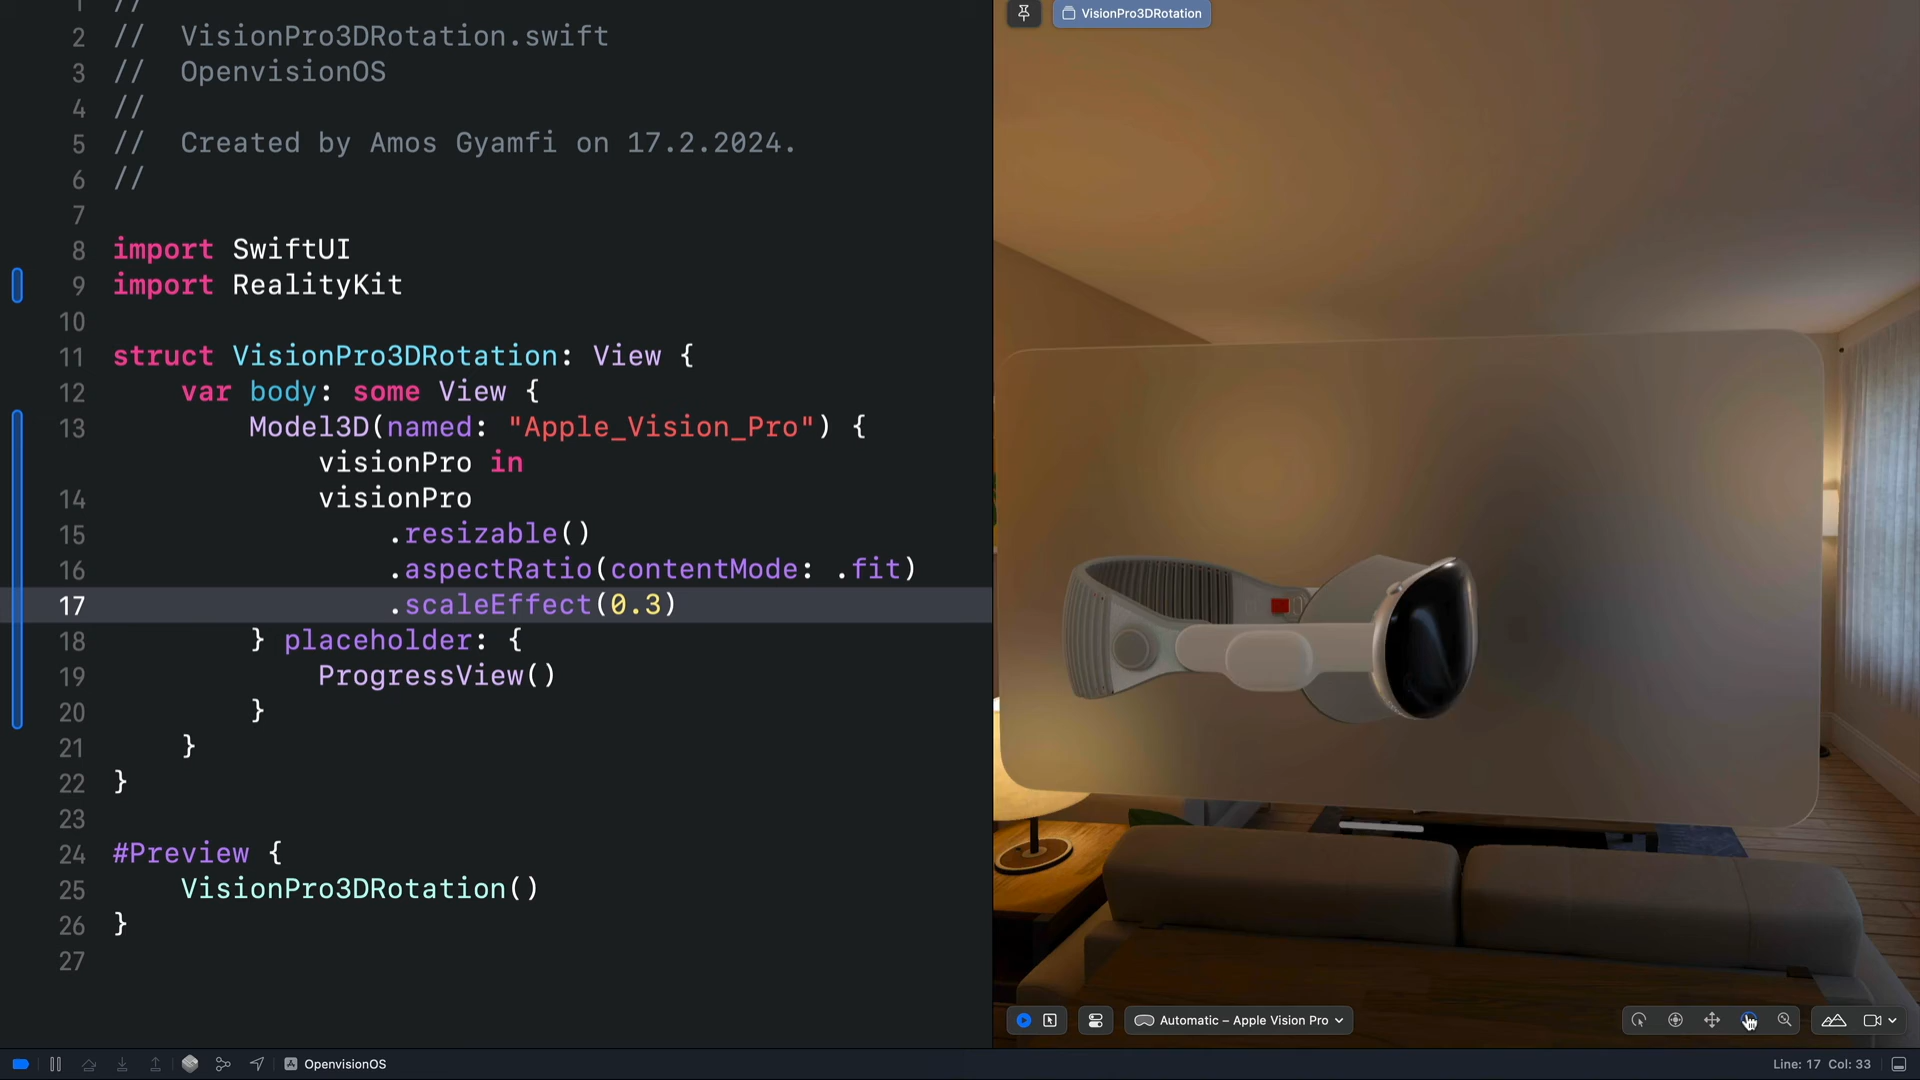 1 //
2 // VisionPro3DRotation.swift
3 // OpenvisionOS
4 //
5 // Created by Amos Gyamfi on 17.2.2024.
6 //
7
8 import SwiftUI
9 import RealityKit
10
11 struct VisionPro3DRotation: View {
12 var body: some View {
13 Model3D(named: "Apple_Vision_Pro") {
visionPro in
14 visionPro
15 .resizable()
16 .aspectRatio(contentMode: .fit)
17 .scaleEffect(0.3)
18 } placeholder: {
19 ProgressView()
20 }
21 }
22 }
23
24 #Preview {
25 VisionPro3DRotation()
26 }
27
VisionPro3DRotation
Automatic – Apple Vision Pro
OpenvisionOS
Line: 17 Col: 33